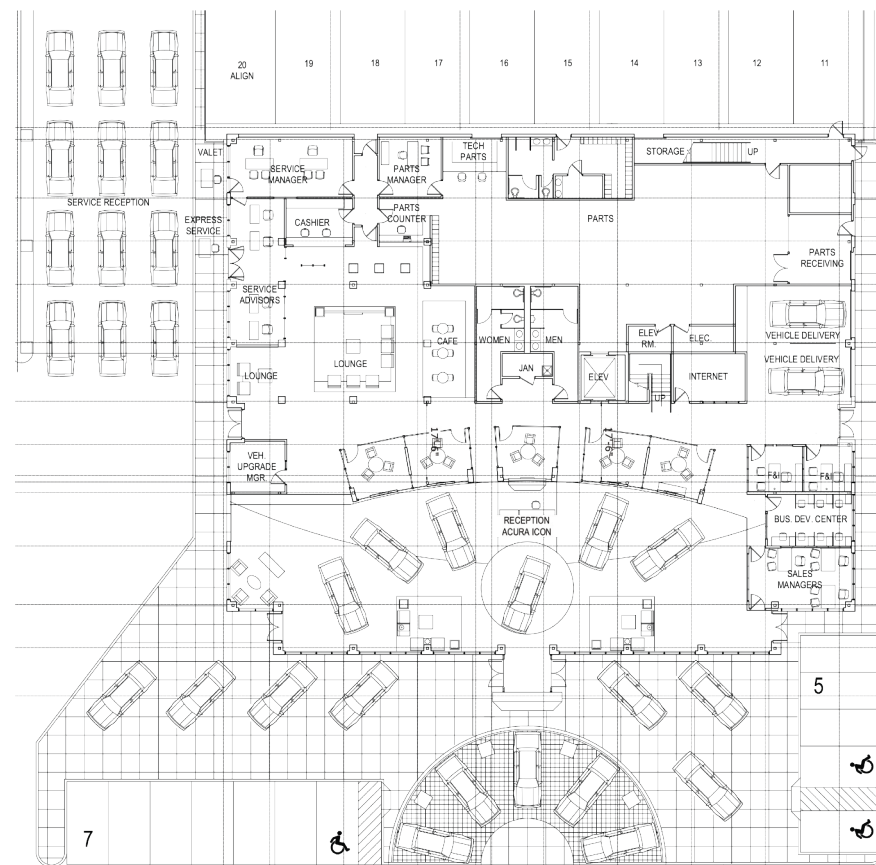 20
ALIGN
19
18
17
16
15
14
13
12
11
VALET
SERVICE
MANAGER
PARTS
MANAGER
TECH
PARTS
STORAGE
UP
SERVICE RECEPTION
EXPRESS
SERVICE
CASHIER
PARTS
COUNTER
PARTS
PARTS
RECEIVING
SERVICE
ADVISORS
LOUNGE
LOUNGE
CAFE
WOMEN
MEN
JAN
ELEV
ELEV
RM.
ELEC.
UP
INTERNET
VEHICLE DELIVERY
VEHICLE DELIVERY
VEH.
UPGRADE
MGR.
F&I
F&I
RECEPTION
ACURA ICON
BUS. DEV. CENTER
SALES
MANAGERS
5
7